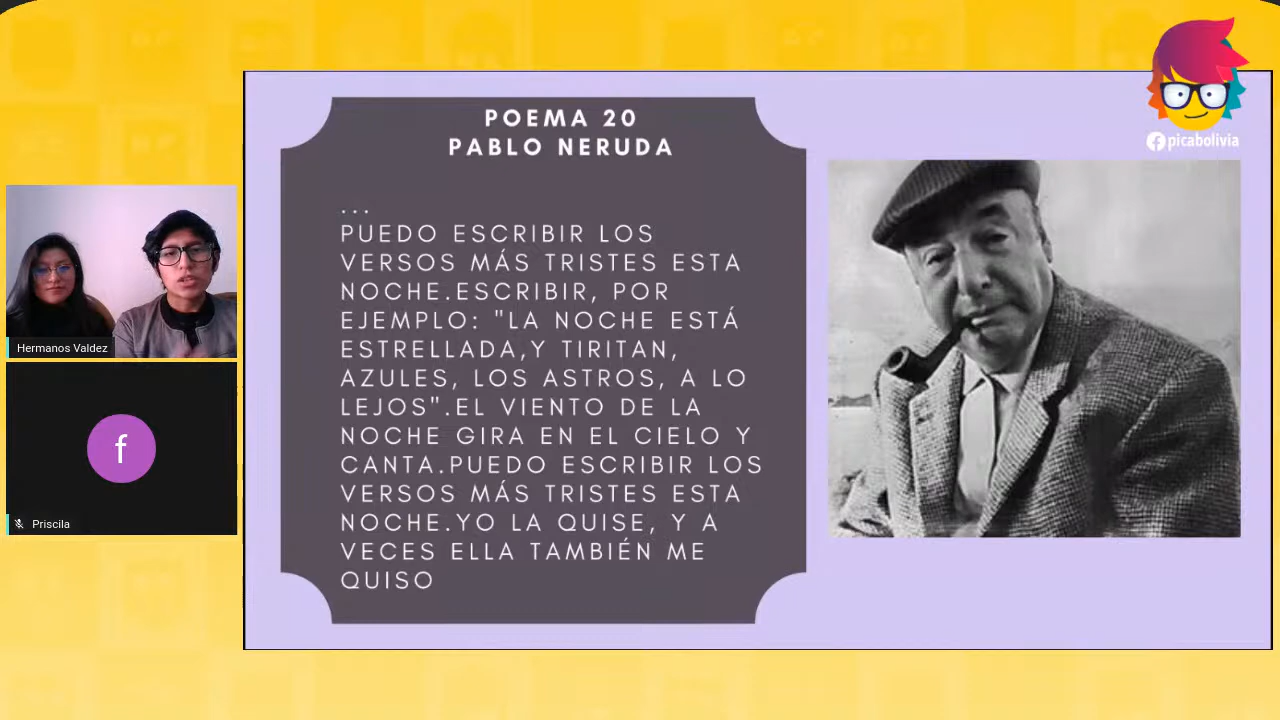 picabolivia
POEMA 20
PABLO NERUDA
...
PUEDO ESCRIBIR LOS
VERSOS MÁS TRISTES ESTA
NOCHE.ESCRIBIR, POR
EJEMPLO: "LA NOCHE ESTÁ
ESTRELLADA,Y TIRITAN,
AZULES, LOS ASTROS, A LO
LEJOS".EL VIENTO DE LA
NOCHE GIRA EN EL CIELO Y
CANTA.PUEDO ESCRIBIR LOS
VERSOS MÁS TRISTES ESTA
NOCHE.YO LA QUISE, Y A
VECES ELLA TAMBIÉN ME
QUISO
Hermanos Valdez
f
Priscila